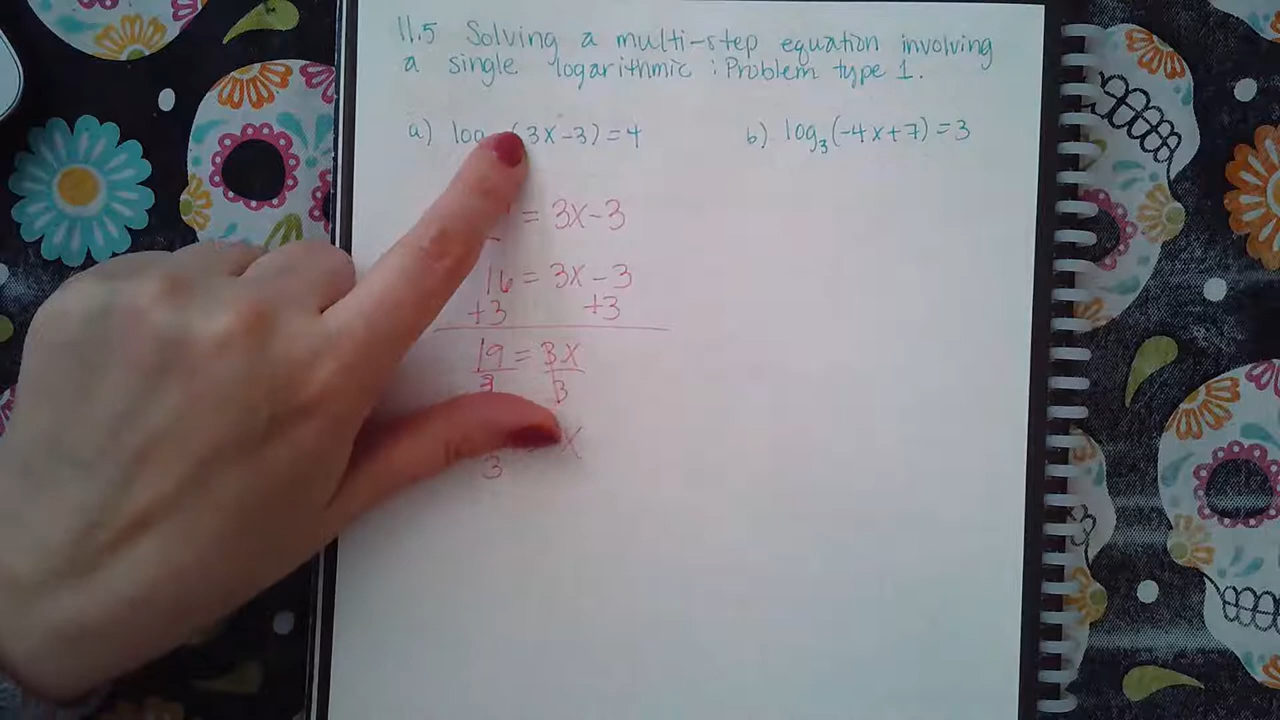 11.5 Solving a multi-step equation involving
a single logarithmic : Problem type 1.
a) log (3x-3) = 4
b) log₃(-4x+7) = 3
= 3x-3
16 = 3x-3
+3 +3
19 = 3x
3 3
x
3